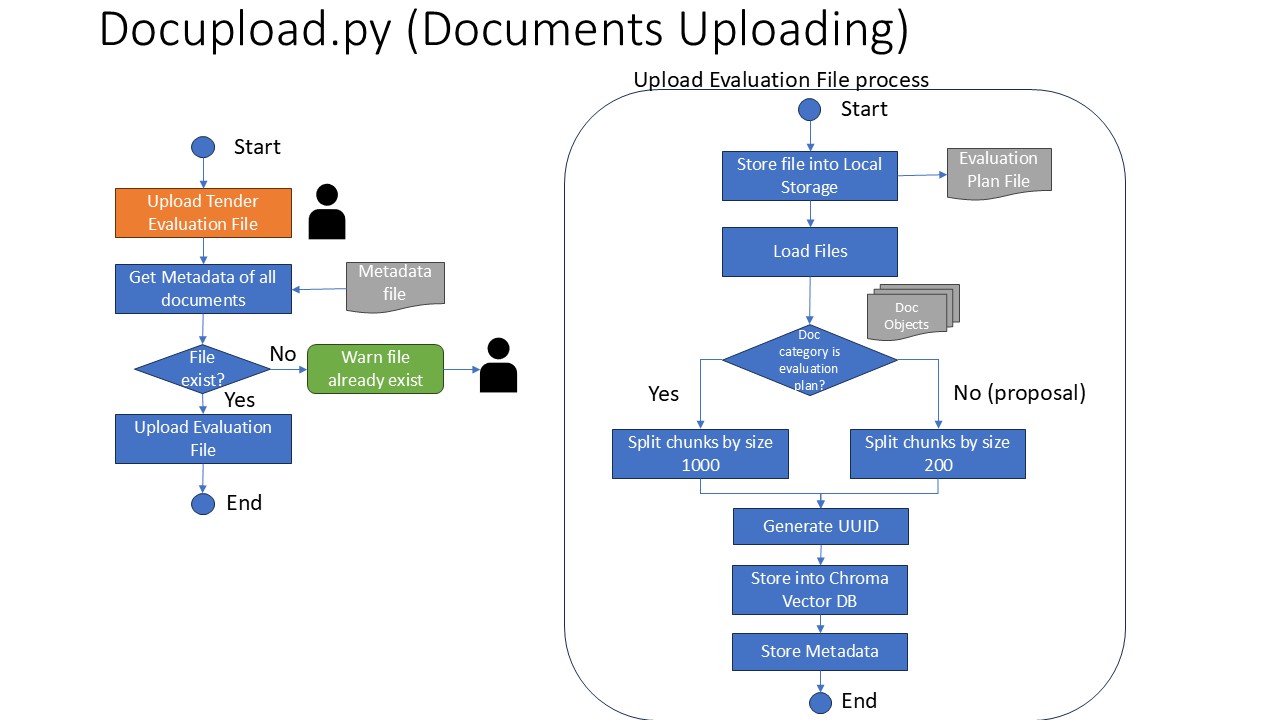 Docupload.py (Documents Uploading)
Start
Upload Tender
Evaluation File
Get Metadata of all
documents
Metadata
file
File
exist?
No
Warn file
already exist
Yes
Upload Evaluation
File
End
Upload Evaluation File process
Start
Store file into Local
Storage
Evaluation
Plan File
Load Files
Doc
Objects
Doc
category is
evaluation
plan?
Yes
No (proposal)
Split chunks by size
1000
Split chunks by size
200
Generate UUID
Store into Chroma
Vector DB
Store Metadata
End